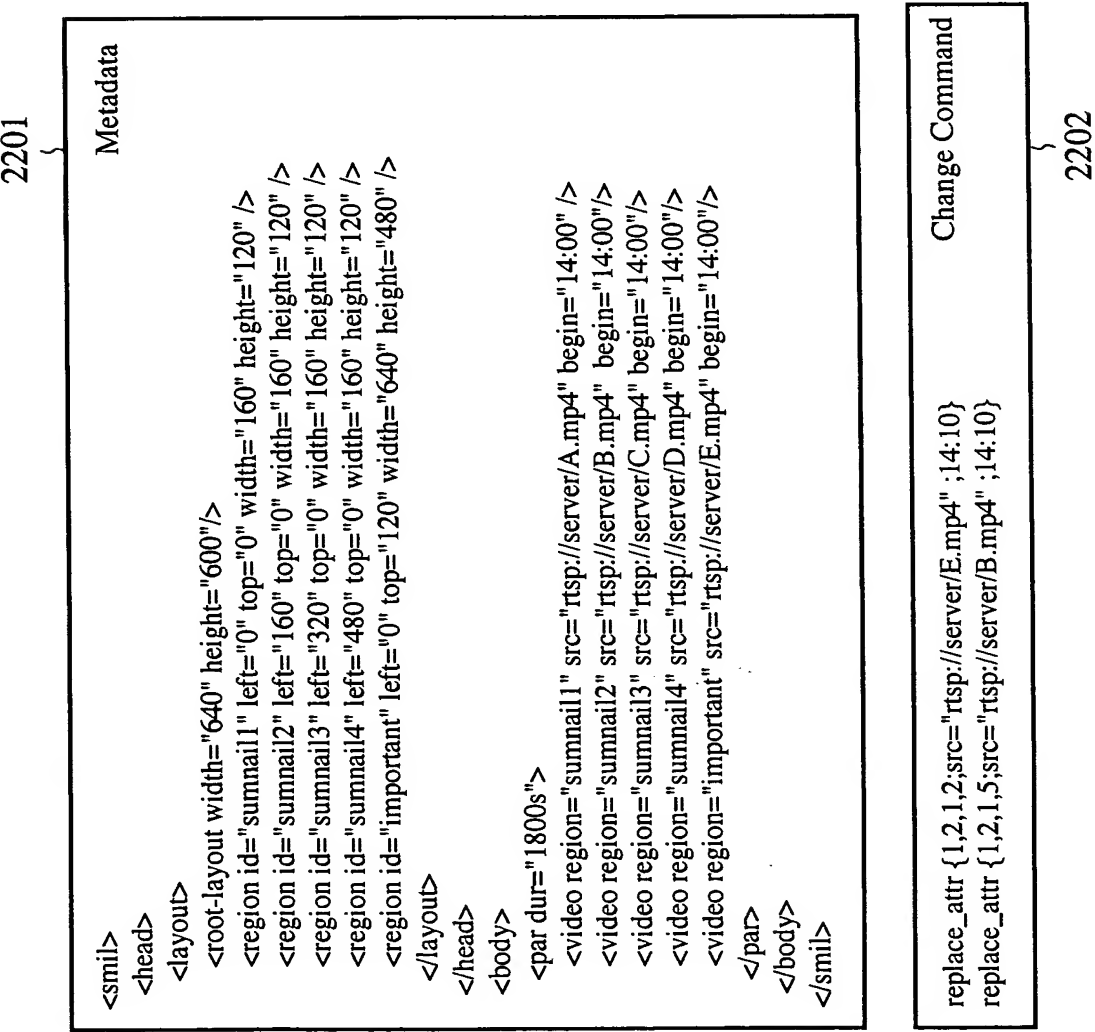 2201
Metadata
<smil>
<head>
<layout>
<root-layout width="640" height="600"/>
<region id="sumnail1" left="0" top="0" width="160" height="120" />
<region id="sumnail2" left="160" top="0" width="160" height="120" />
<region id="sumnail3" left="320" top="0" width="160" height="120" />
<region id="sumnail4" left="480" top="0" width="160" height="120" />
<region id="important" left="0" top="120" width="640" height="480" />
</layout>
</head>
<body>
<par dur="1800s">
<video region="sumnail1" src="rtsp://server/A.mp4" begin="14:00" />
<video region="sumnail2" src="rtsp://server/B.mp4" begin="14:00"/>
<video region="sumnail3" src="rtsp://server/C.mp4" begin="14:00"/>
<video region="sumnail4" src="rtsp://server/D.mp4" begin="14:00"/>
<video region="important" src="rtsp://server/E.mp4" begin="14:00"/>
</par>
</body>
</smil>
Change Command
replace_attr {1,2,1,2;src="rtsp://server/E.mp4" ;14:10}
replace_attr {1,2,1,5;src="rtsp://server/B.mp4" ;14:10}
2202